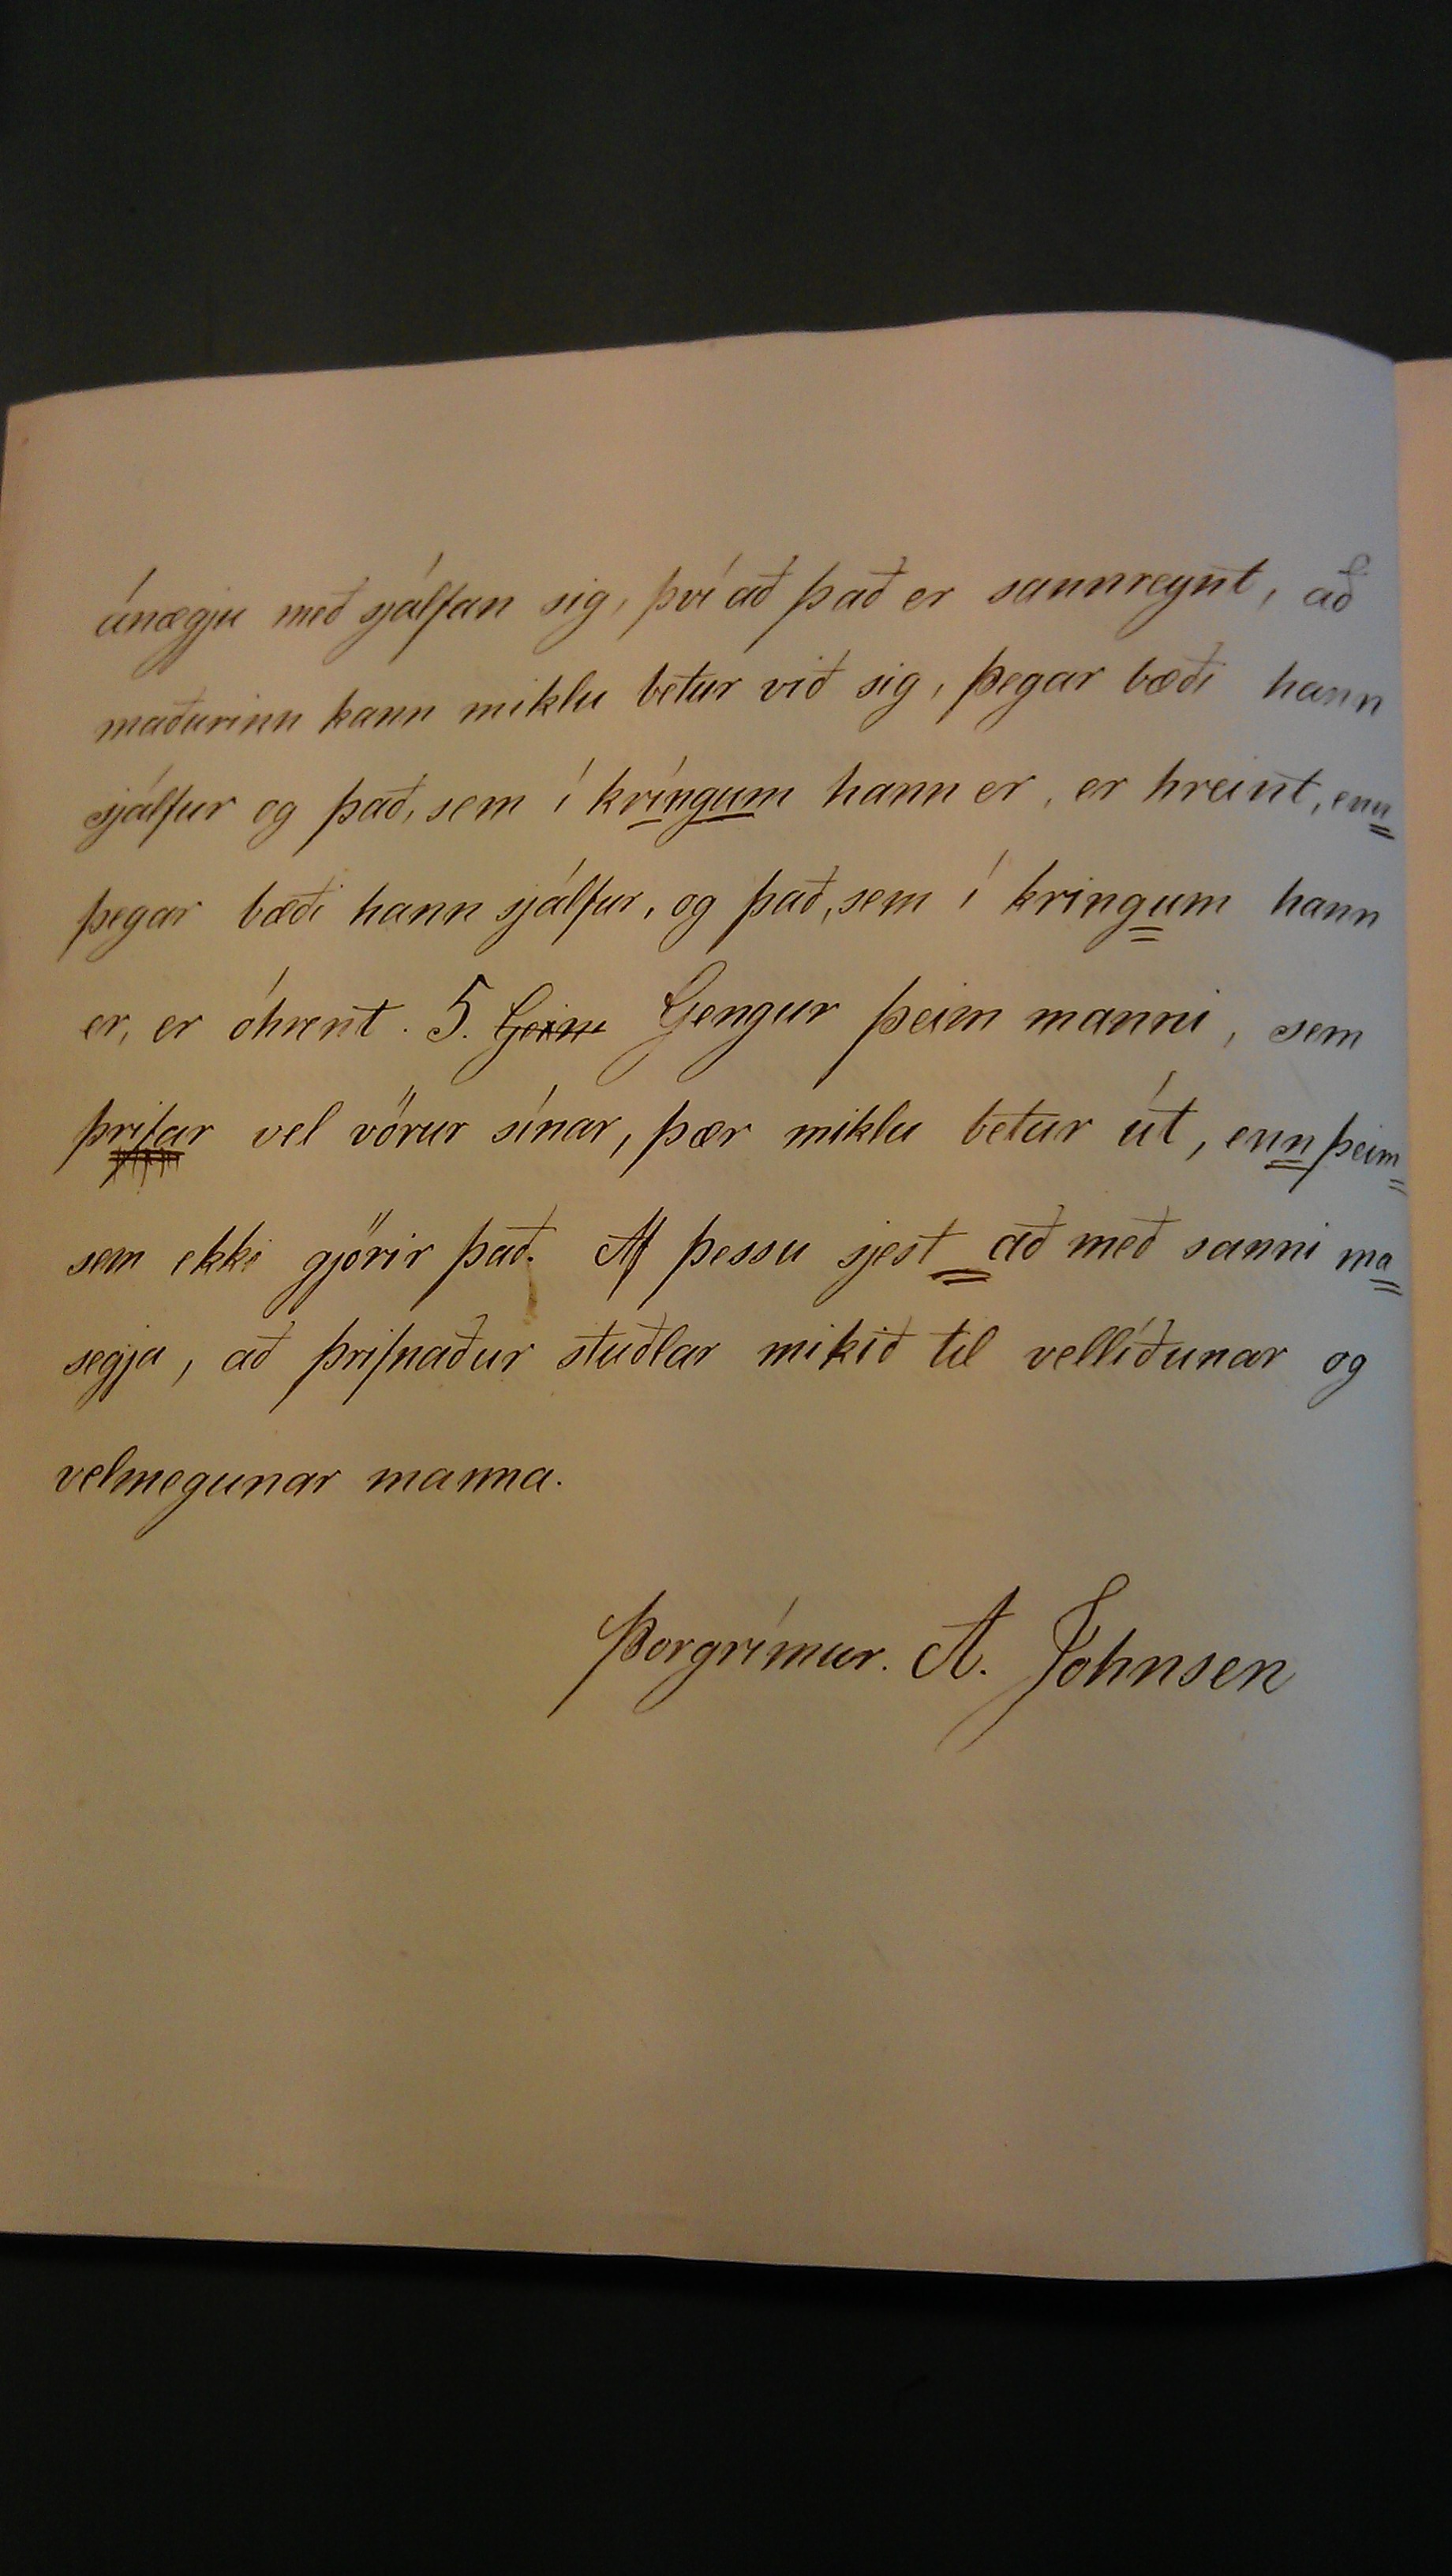 ánægju með sjálfan sig, því að það er sannreynt, að
maðurinn kann miklu betur við sig, þegar bæði hann
sjálfur og það, sem í kríngum hann er, er hreint, enn
þegar bæði hann sjálfur, og það, sem í kringum hann
er, er óhreint. 5. Gengur þeim manni, sem
þrifar vel vörur sínar, þær miklu betur út, enn þeim
sem ekki gjörir það. Af þessu sjest að með sanni ma
segja, að þrifnaður stuðlar mikið til vellíðunar og
velmegunar manna.
Þorgrímur. A. Johnsen